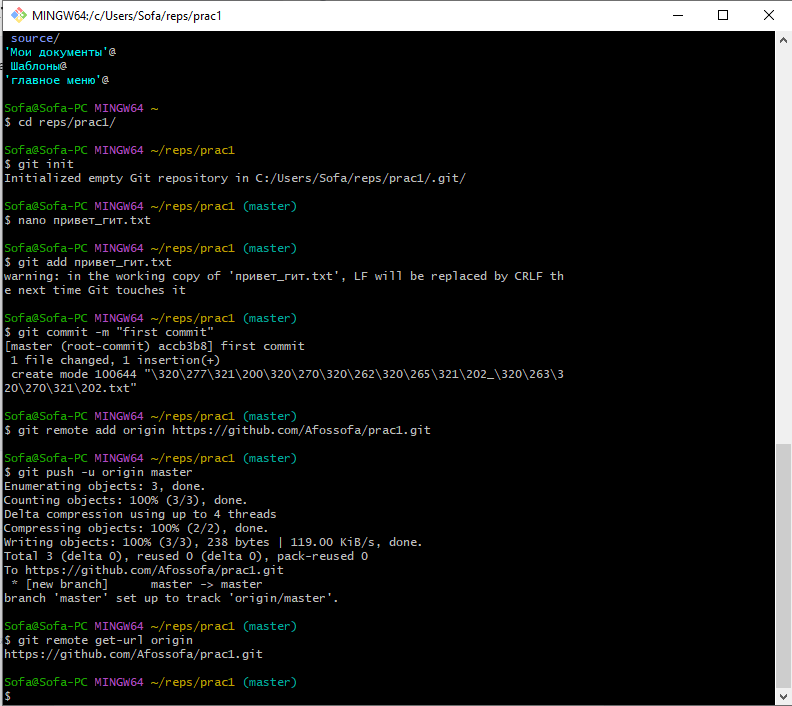 MINGW64:/c/Users/Sofa/reps/prac1
source/
'Мои документы'@
Шаблоны@
'главное меню'@
Sofa@Sofa-PC MINGW64 ~
$ cd reps/prac1/
Sofa@Sofa-PC MINGW64 ~/reps/prac1
$ git init
Initialized empty Git repository in C:/Users/Sofa/reps/prac1/.git/
Sofa@Sofa-PC MINGW64 ~/reps/prac1 (master)
$ nano привет_гит.txt
Sofa@Sofa-PC MINGW64 ~/reps/prac1 (master)
$ git add привет_гит.txt
warning: in the working copy of 'привет_гит.txt', LF will be replaced by CRLF th
e next time Git touches it
Sofa@Sofa-PC MINGW64 ~/reps/prac1 (master)
$ git commit -m "first commit"
[master (root-commit) accb3b8] first commit
1 file changed, 1 insertion(+)
create mode 100644 "\320\277\321\200\320\270\320\262\320\265\321\202_\320\263\3
20\270\321\202.txt"
Sofa@Sofa-PC MINGW64 ~/reps/prac1 (master)
$ git remote add origin https://github.com/Afossofa/prac1.git
Sofa@Sofa-PC MINGW64 ~/reps/prac1 (master)
$ git push -u origin master
Enumerating objects: 3, done.
Counting objects: 100% (3/3), done.
Delta compression using up to 4 threads
Compressing objects: 100% (2/2), done.
Writing objects: 100% (3/3), 238 bytes | 119.00 KiB/s, done.
Total 3 (delta 0), reused 0 (delta 0), pack-reused 0
To https://github.com/Afossofa/prac1.git
* [new branch]      master -> master
branch 'master' set up to track 'origin/master'.
Sofa@Sofa-PC MINGW64 ~/reps/prac1 (master)
$ git remote get-url origin
https://github.com/Afossofa/prac1.git
Sofa@Sofa-PC MINGW64 ~/reps/prac1 (master)
$